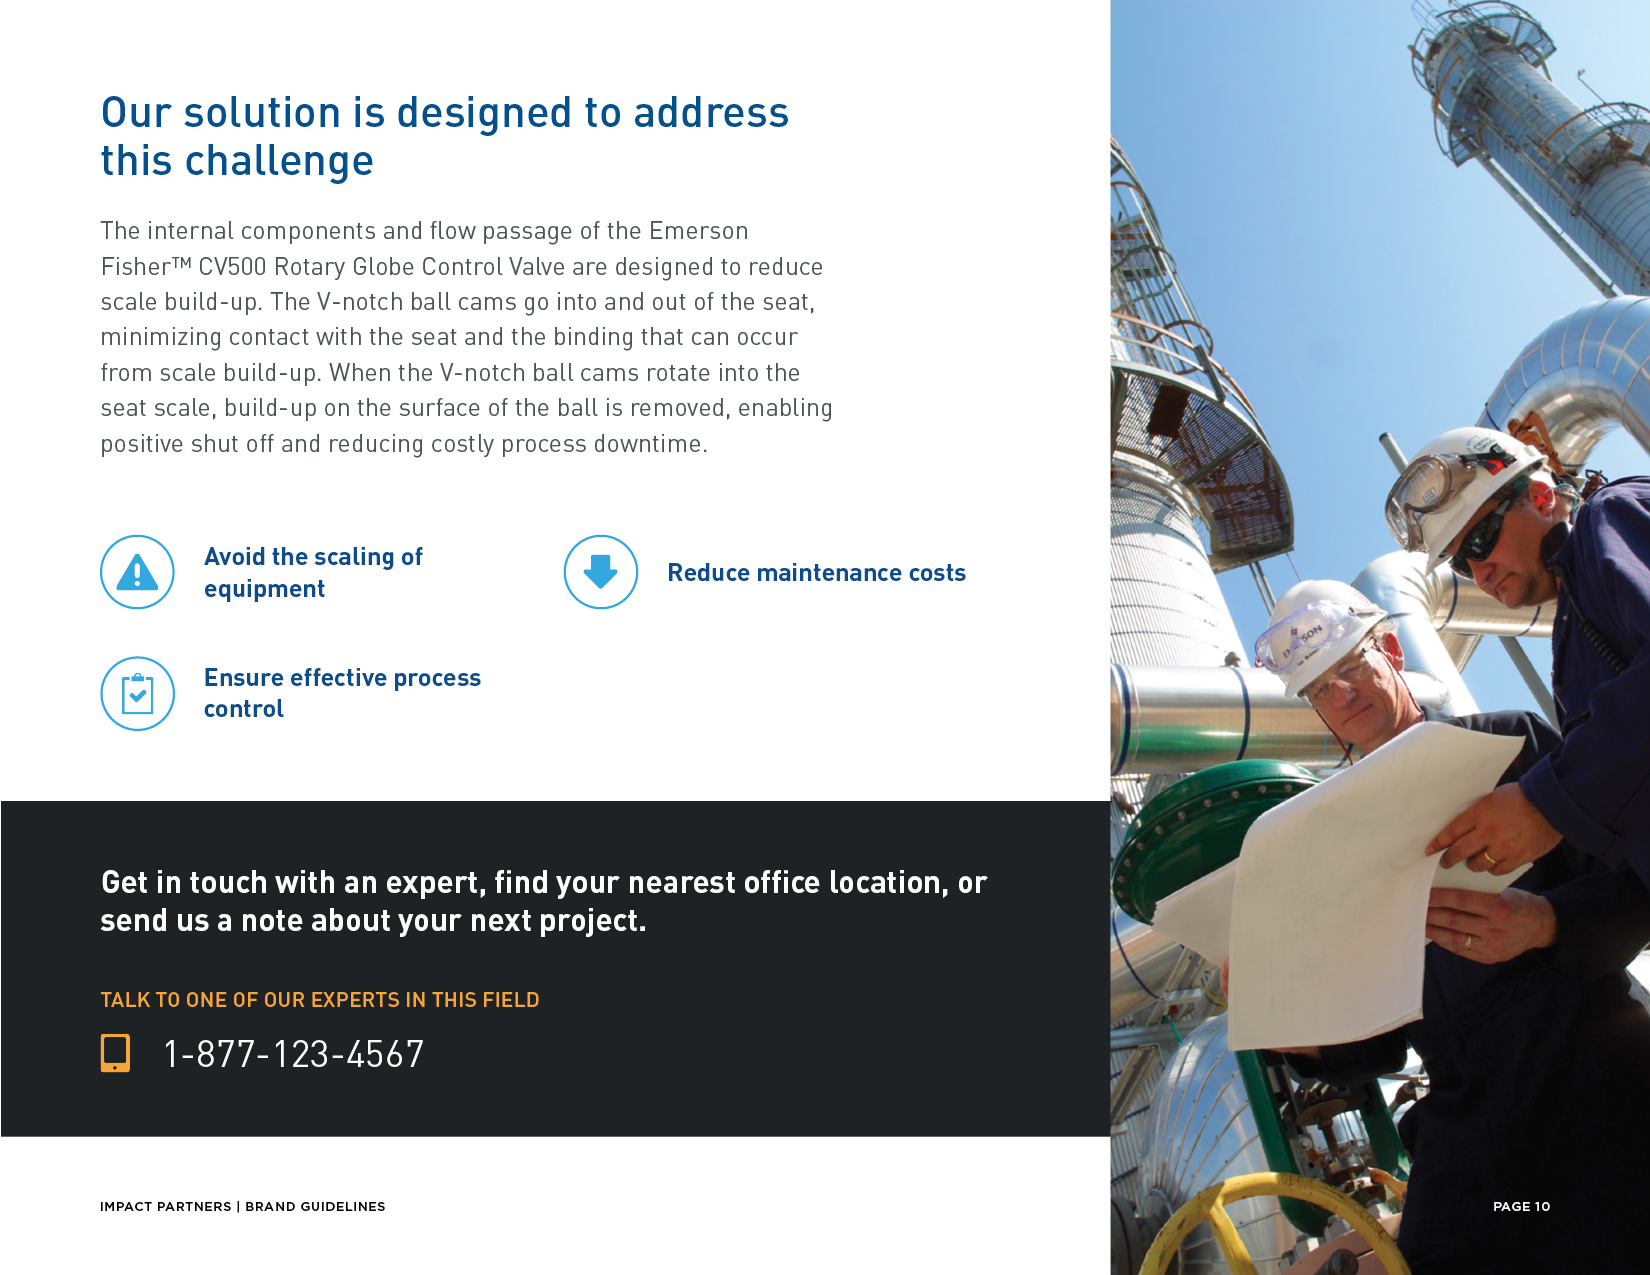 Our solution is designed to address
this challenge
The internal components and flow passage of the Emerson
Fisher™ CV500 Rotary Globe Control Valve are designed to reduce
scale build-up. The V-notch ball cams go into and out of the seat,
minimizing contact with the seat and the binding that can occur
from scale build-up. When the V-notch ball cams rotate into the
seat scale, build-up on the surface of the ball is removed, enabling
positive shut off and reducing costly process downtime.
Avoid the scaling of
equipment
Reduce maintenance costs
Ensure effective process
control
Get in touch with an expert, find your nearest office location, or
send us a note about your next project.
TALK TO ONE OF OUR EXPERTS IN THIS FIELD
1-877-123-4567
IMPACT PARTNERS | BRAND GUIDELINES
PAGE 10